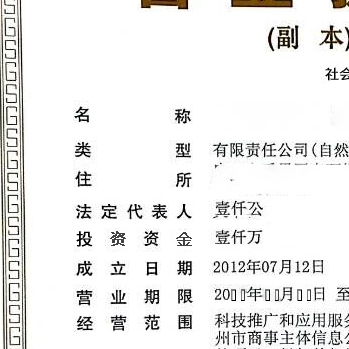 (副 本)
社会
名 称
类 型 有限责任公司(自然
住 所
法定代表人 壹仟公
投资资金 壹仟万
成立日期 2012年07月12日
营业期限 20 年 月 日 至
经营范围 科技推广和应用服务
州市商事主体信息公